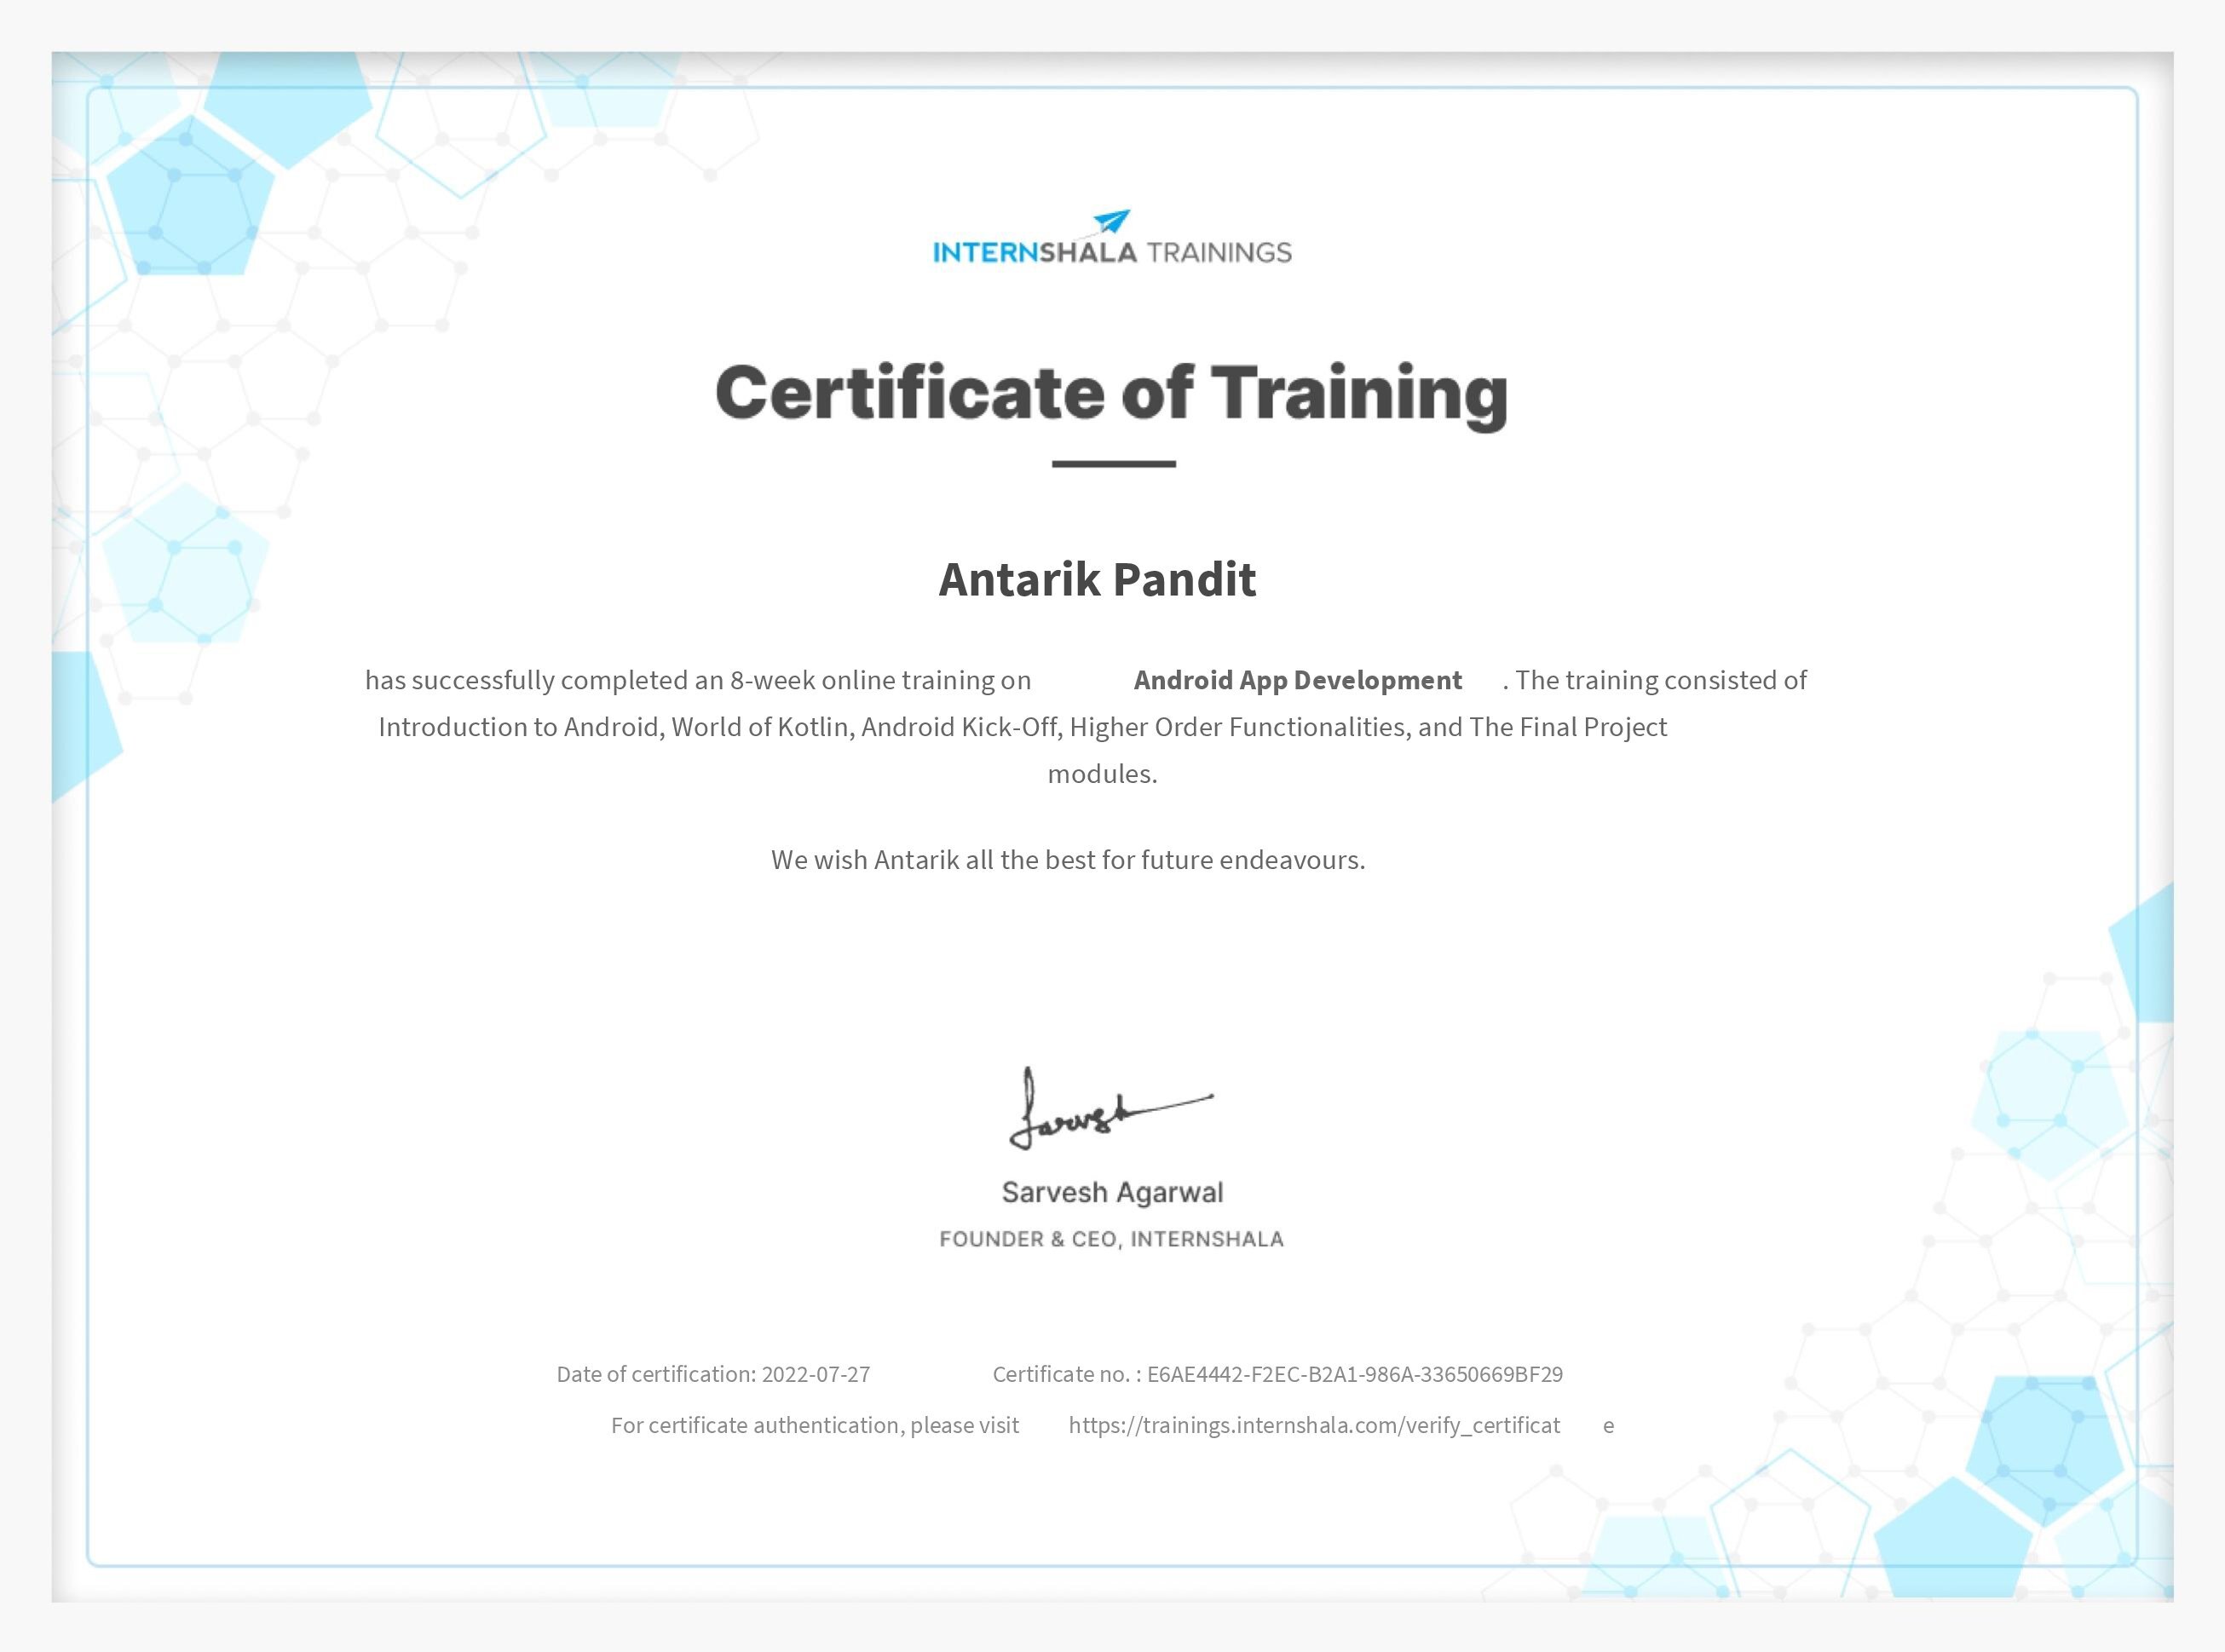 INTERNSHALA TRAININGS
Certificate of Training
Antarik Pandit
has successfully completed an 8-week online training on Android App Development . The training consisted of
Introduction to Android, World of Kotlin, Android Kick-Off, Higher Order Functionalities, and The Final Project
modules.
We wish Antarik all the best for future endeavours.
Sarvesh
Sarvesh Agarwal
FOUNDER & CEO, INTERNSHALA
Date of certification: 2022-07-27 Certificate no. : E6AE4442-F2EC-B2A1-986A-33650669BF29
For certificate authentication, please visit https://trainings.internshala.com/verify_certificat e